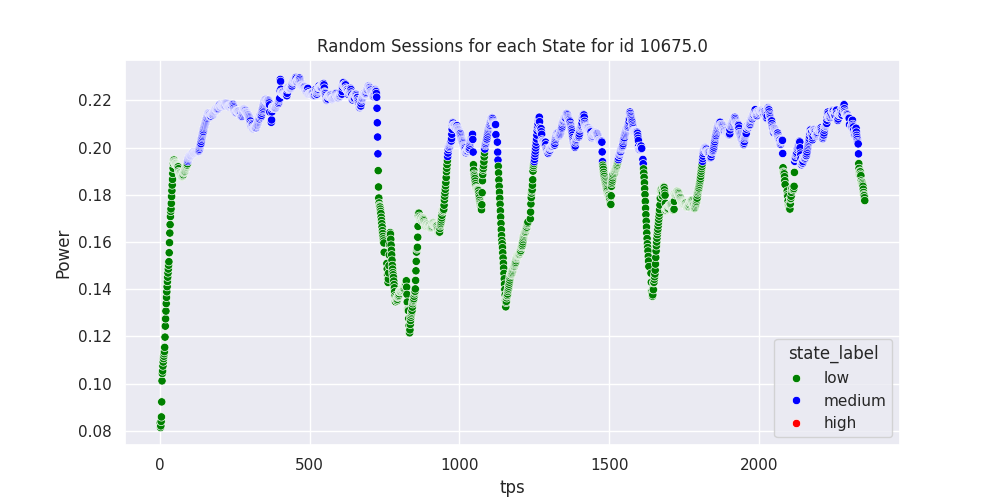 Random Sessions for each State for id 10675.0
Power
0.22
0.20
0.18
0.16
0.14
0.12
0.10
0.08
0
500
1000
1500
2000
tps
state_label
low
medium
high